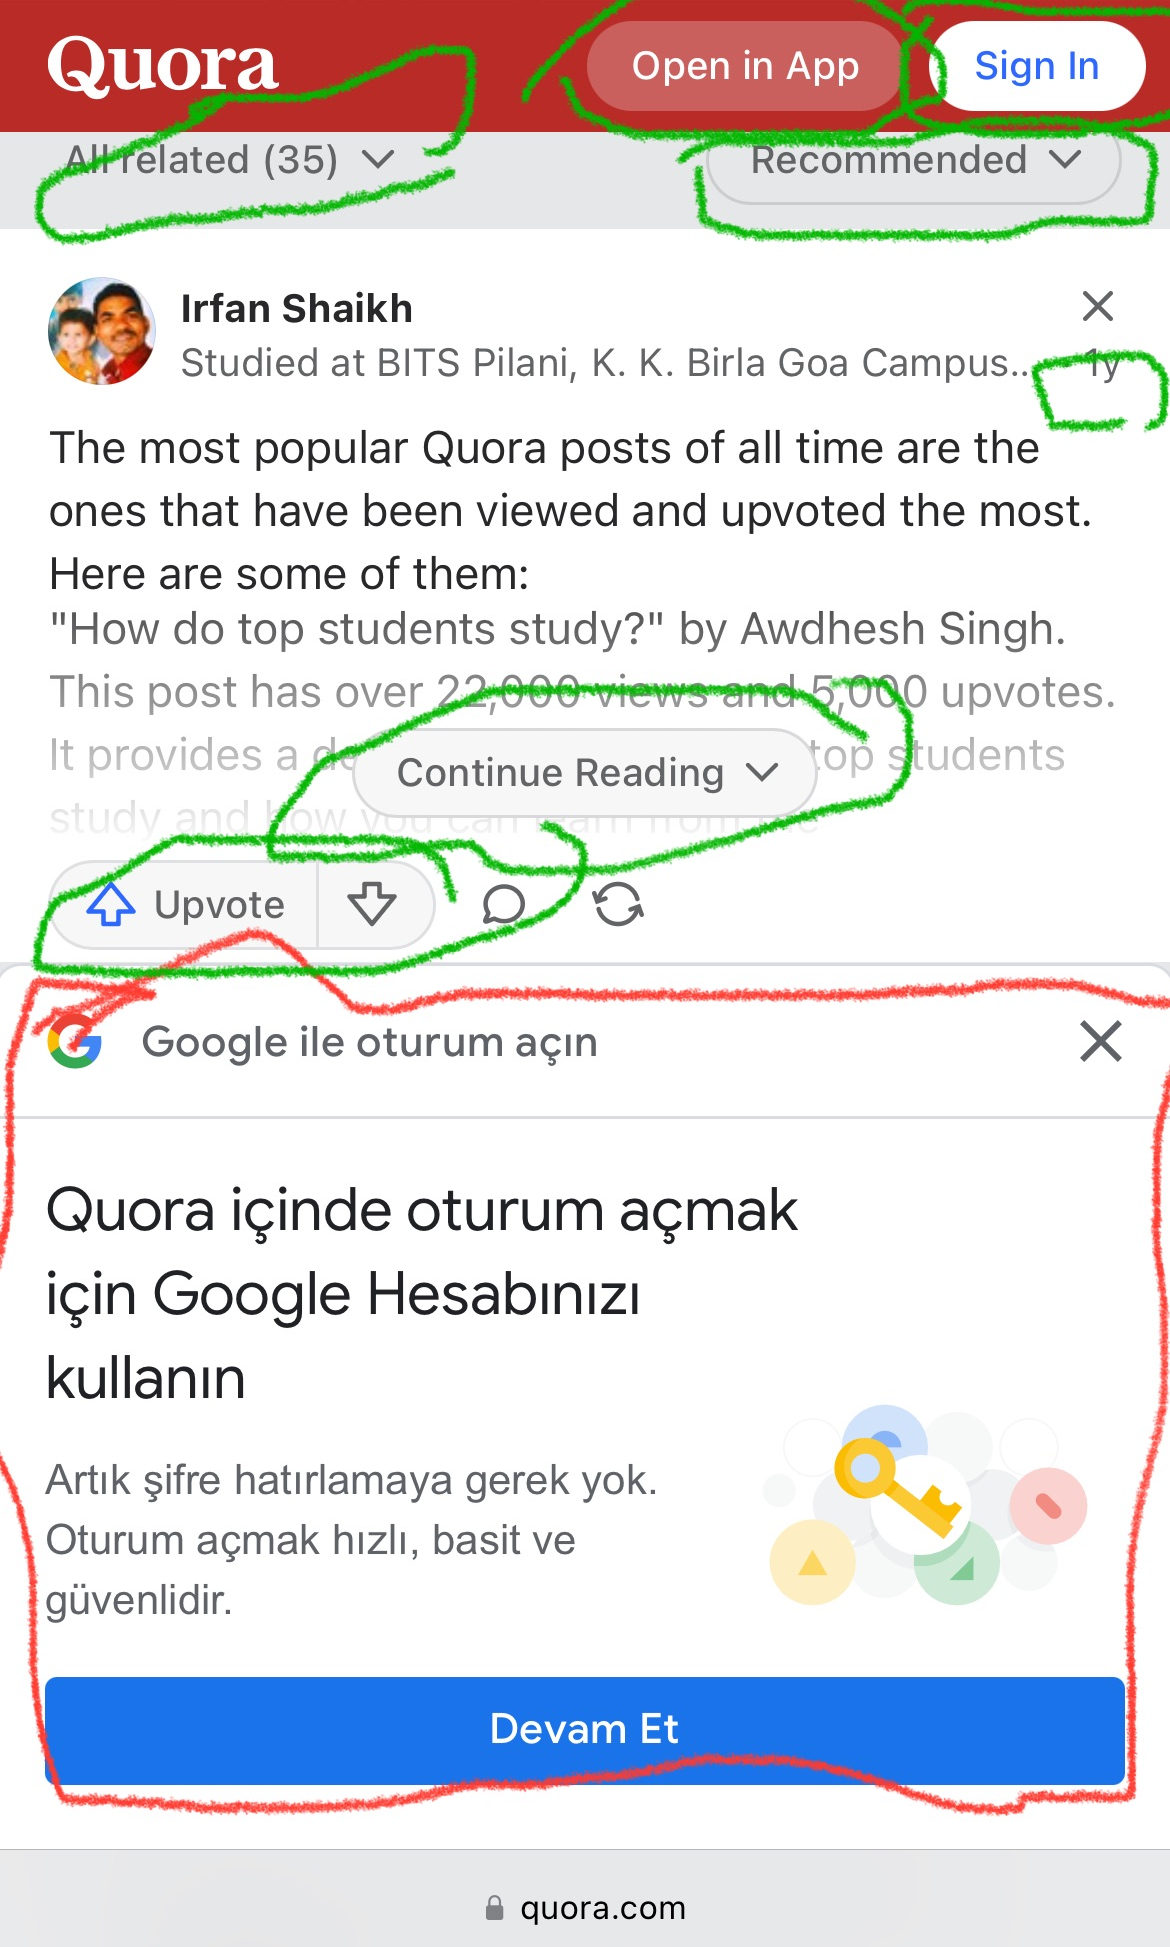 Quora
Open in App
Sign In
All related (35)
Recommended
Irfan Shaikh
Studied at BITS Pilani, K. K. Birla Goa Campus...
1y
The most popular Quora posts of all time are the
ones that have been viewed and upvoted the most.
Here are some of them:
"How do top students study?" by Awdhesh Singh.
This post has over 22,000 views and 5,000 upvotes.
It provides a top students
Continue Reading
study and how you can learn from
Upvote
Google ile oturum açın
Quora içinde oturum açmak
için Google Hesabınızı
kullanın
Artık şifre hatırlamaya gerek yok.
Oturum açmak hızlı, basit ve
güvenlidir.
Devam Et
quora.com